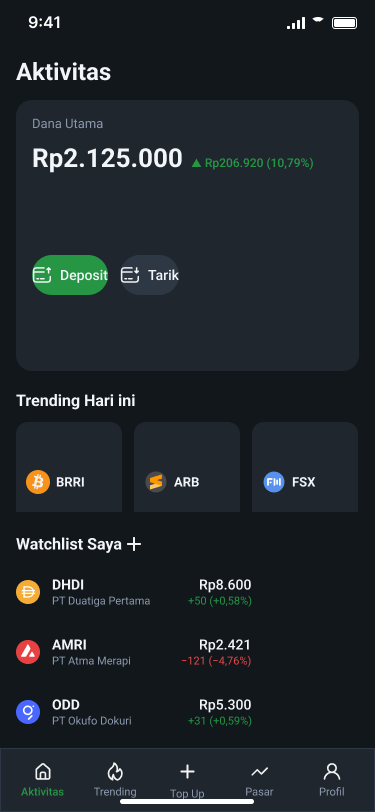 9:41
Aktivitas
Dana Utama
Rp2.125.000 ▲ Rp206.920 (10,79%)
Deposit Tarik
Trending Hari ini
BRRI ARB FSX
Watchlist Saya +
DHDI Rp8.600
PT Duatiga Pertama +50 (+0,58%)
AMRI Rp2.421
PT Atma Merapi −121 (−4,76%)
ODD Rp5.300
PT Okufo Dokuri +31 (+0,59%)
Aktivitas Trending Top Up Pasar Profil